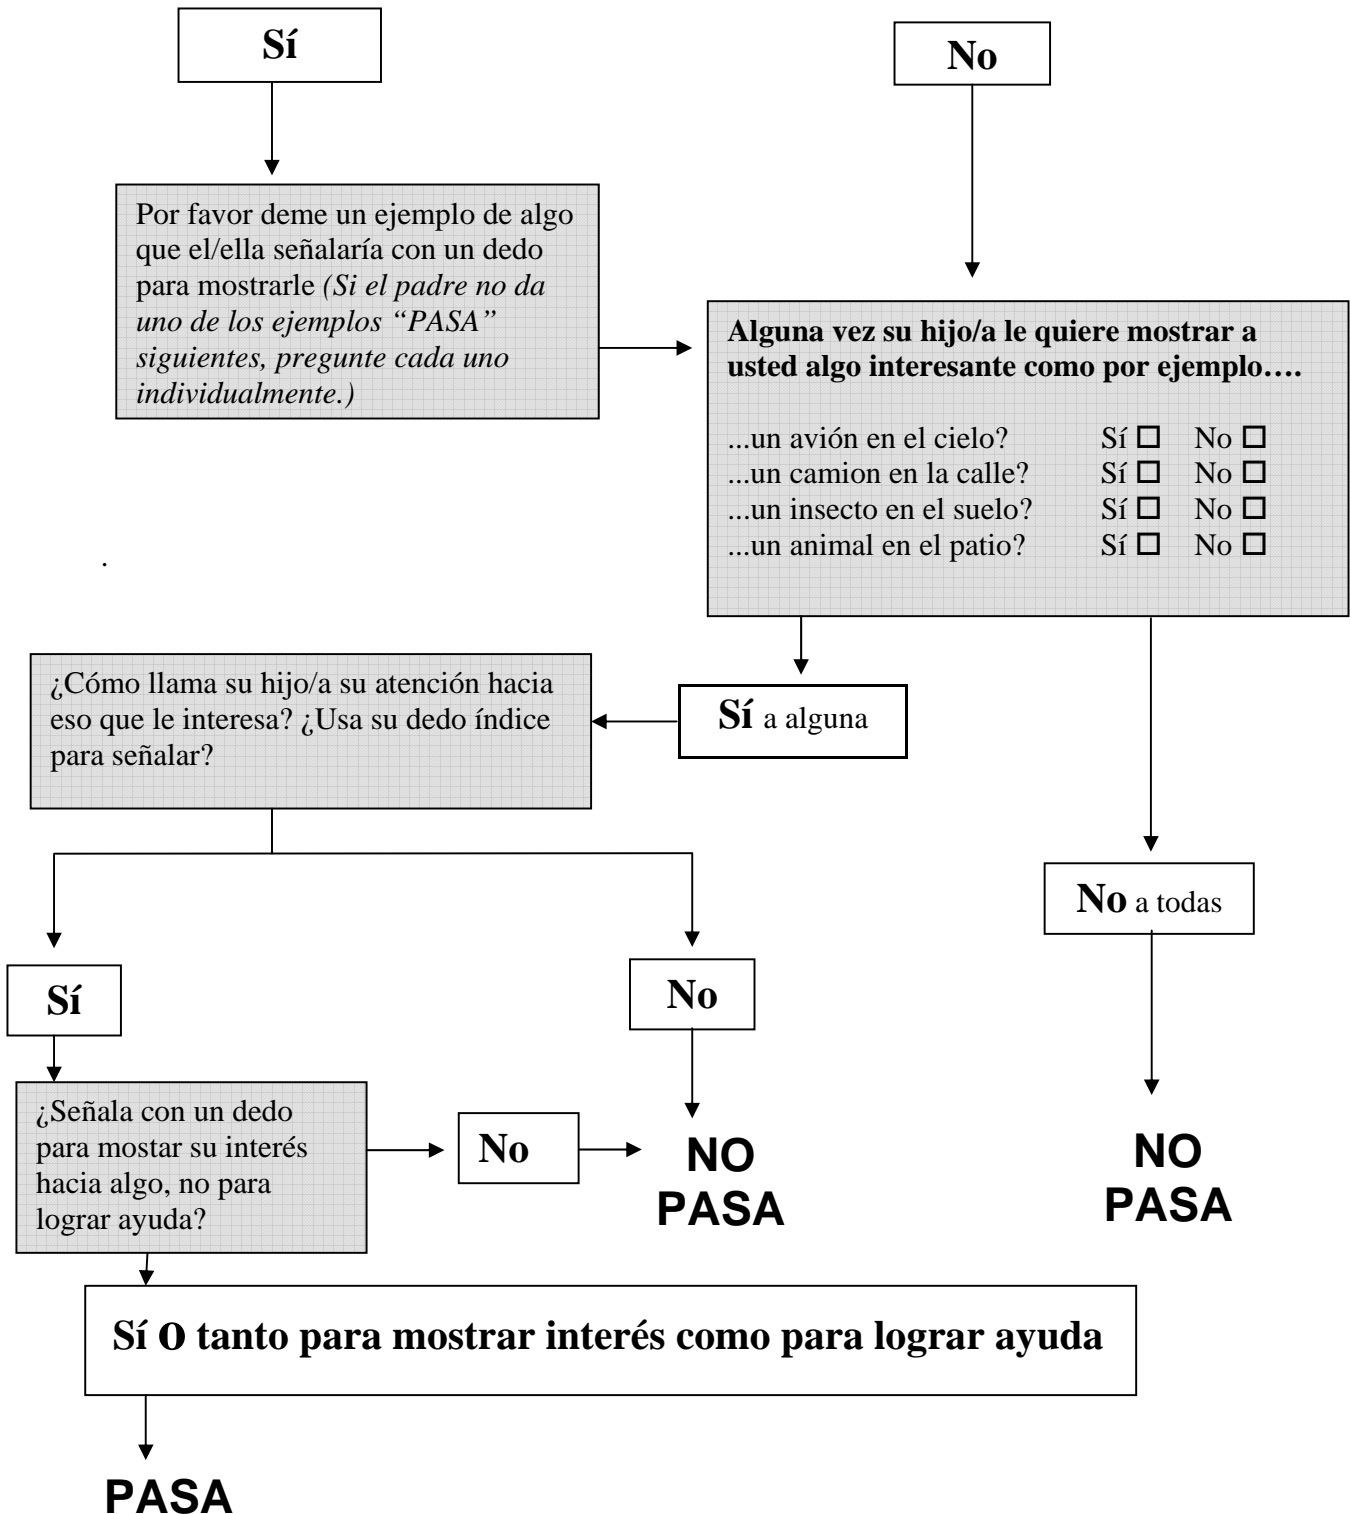 Sí
No
Por favor deme un ejemplo de algo
que el/ella señalaría con un dedo
para mostrarle (Si el padre no da
uno de los ejemplos “PASA”
siguientes, pregunte cada uno
individualmente.)
Alguna vez su hijo/a le quiere mostrar a
usted algo interesante como por ejemplo….
...un avión en el cielo? Sí □ No □
...un camion en la calle? Sí □ No □
...un insecto en el suelo? Sí □ No □
...un animal en el patio? Sí □ No □
.
¿Cómo llama su hijo/a su atención hacia
eso que le interesa? ¿Usa su dedo índice
para señalar?
Sí a alguna
No a todas
Sí
No
¿Señala con un dedo
para mostar su interés
hacia algo, no para
lograr ayuda?
No
NO
PASA
NO
PASA
Sí o tanto para mostrar interés como para lograr ayuda
PASA